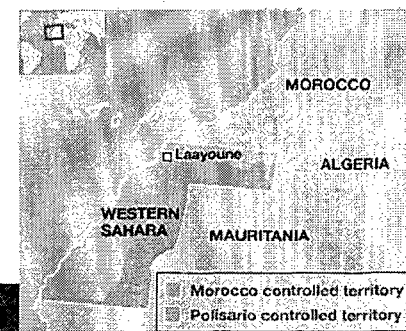 MOROCCO
Laayoune
ALGERIA
WESTERN
SAHARA
MAURITANIA
Morocco controlled territory
Polisario controlled territory